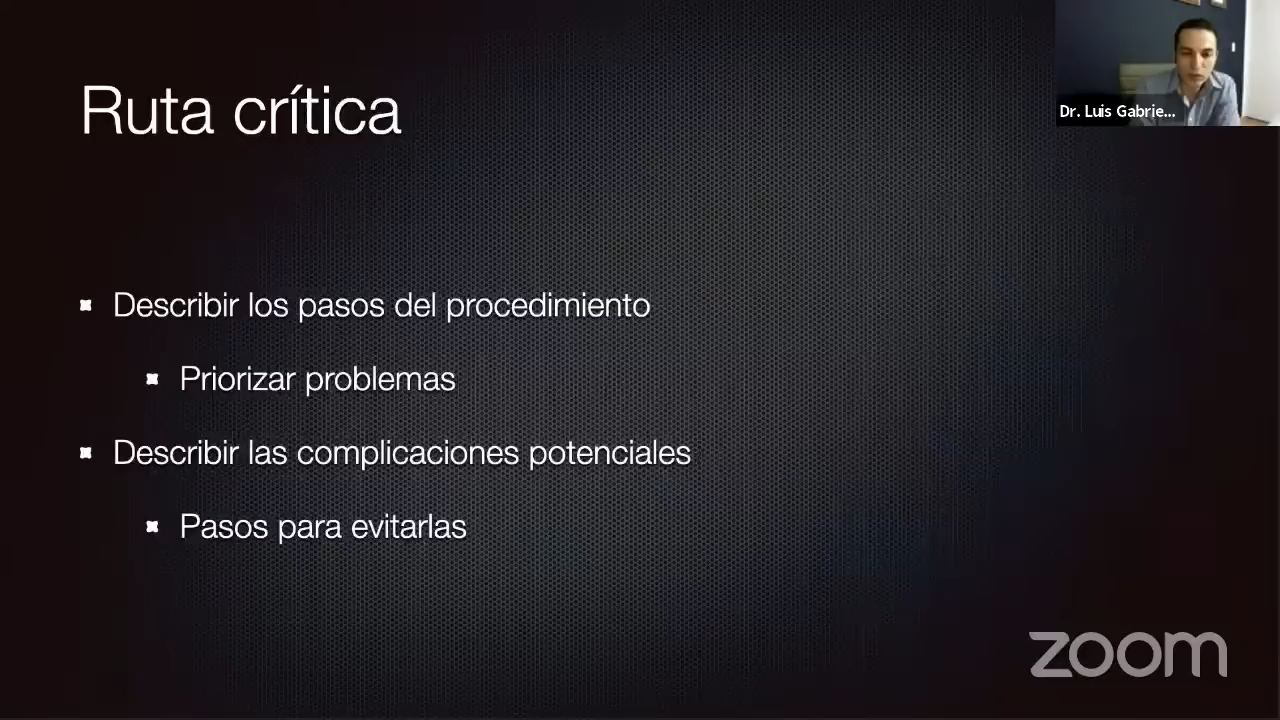 Ruta crítica
Dr. Luis Gabrie...
Describir los pasos del procedimiento
Priorizar problemas
Describir las complicaciones potenciales
Pasos para evitarlas
zoom